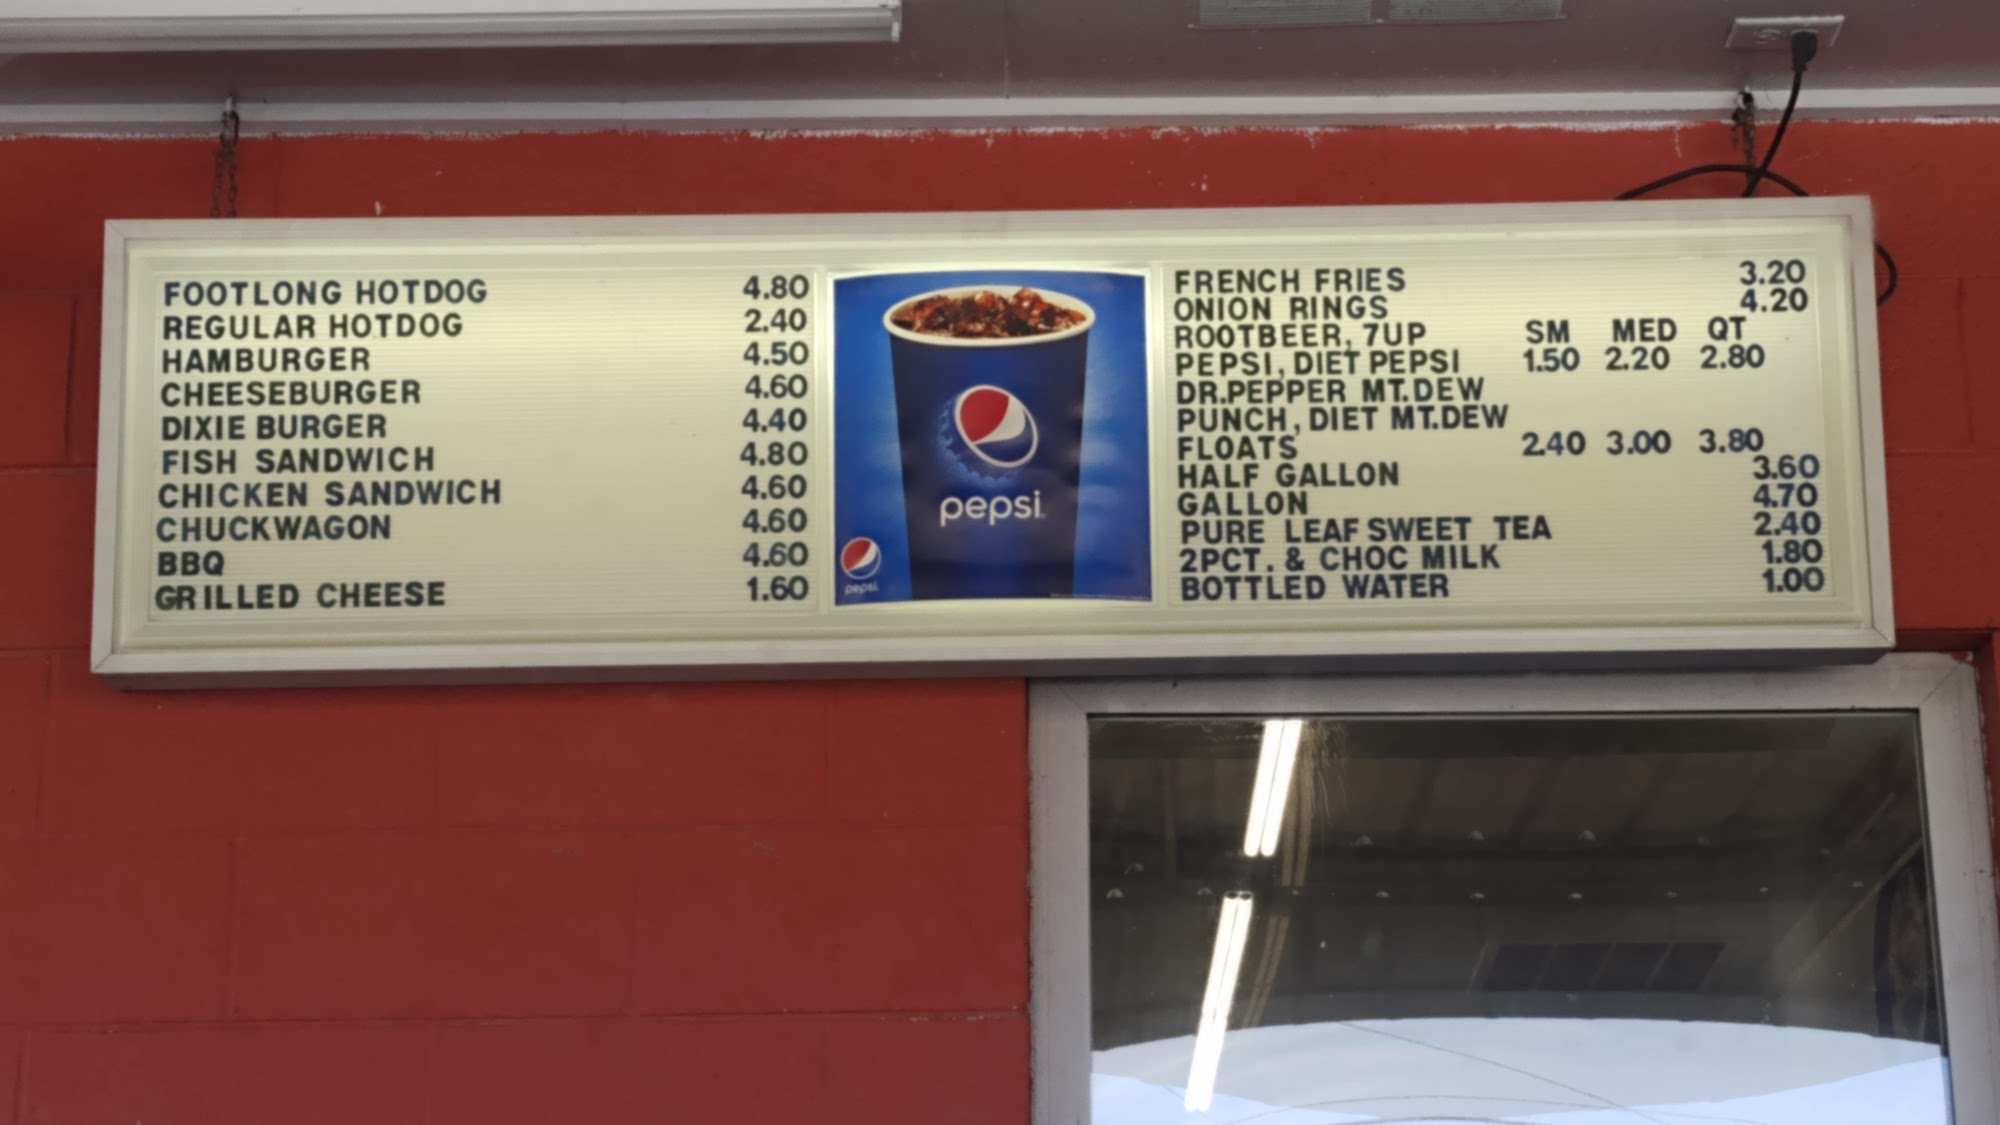 FOOTLONG HOTDOG 4.80
REGULAR HOTDOG 2.40
HAMBURGER 4.50
CHEESEBURGER 4.60
DIXIE BURGER 4.40
FISH SANDWICH 4.80
CHICKEN SANDWICH 4.60
CHUCKWAGON 4.60
BBQ 4.60
GRILLED CHEESE 1.60
pepsi
pepsi
FRENCH FRIES 3.20
ONION RINGS 4.20
ROOTBEER, 7UP SM MED QT
PEPSI, DIET PEPSI 1.50 2.20 2.80
DR.PEPPER MT.DEW
PUNCH, DIET MT.DEW
FLOATS 2.40 3.00 3.80
HALF GALLON 3.60
GALLON 4.70
PURE LEAF SWEET TEA 2.40
2PCT. & CHOC MILK 1.80
BOTTLED WATER 1.00